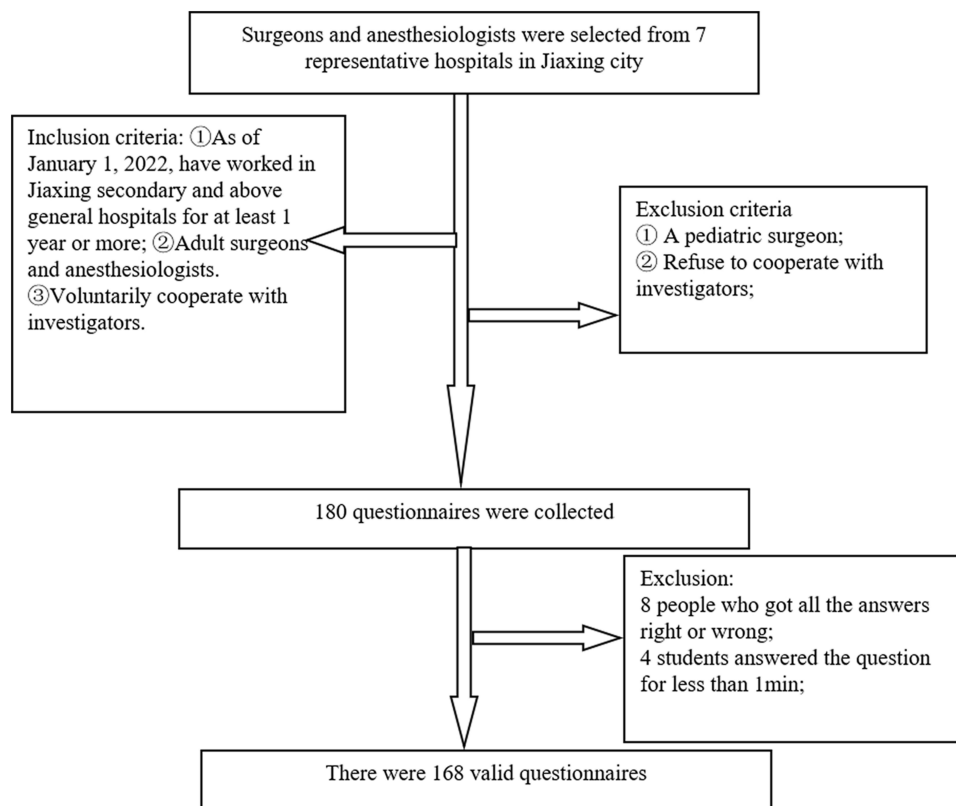 Surgeons and anesthesiologists were selected from 7
representative hospitals in Jiaxing city
Inclusion criteria: ①As of
January 1, 2022, have worked in
Jiaxing secondary and above
general hospitals for at least 1
year or more; ②Adult surgeons
and anesthesiologists.
③Voluntarily cooperate with
investigators.
Exclusion criteria
① A pediatric surgeon;
② Refuse to cooperate with
investigators;
180 questionnaires were collected
Exclusion:
8 people who got all the answers
right or wrong;
4 students answered the question
for less than 1min;
There were 168 valid questionnaires